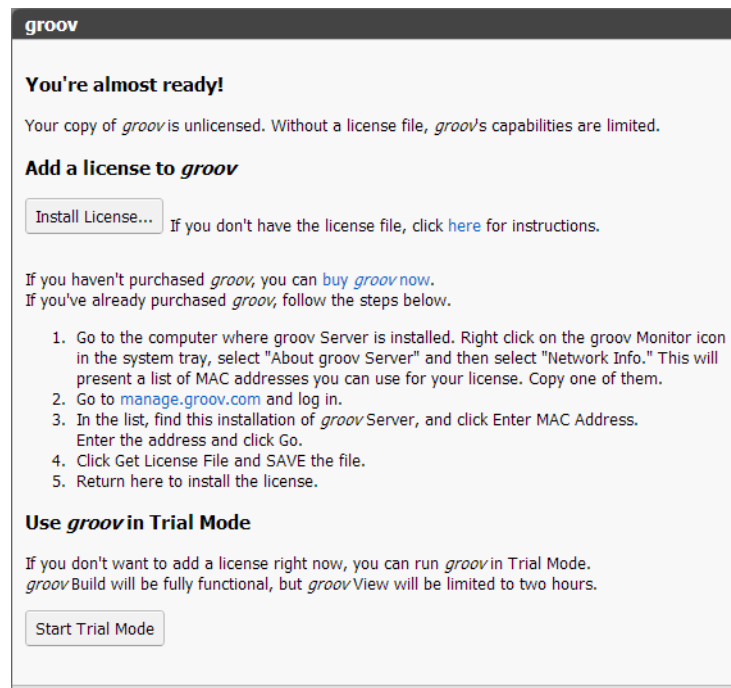 groov
You're almost ready!
Your copy of groov is unlicensed. Without a license file, groov's capabilities are limited.
Add a license to groov
Install License... If you don't have the license file, click here for instructions.
If you haven't purchased groov, you can buy groov now.
If you've already purchased groov, follow the steps below.
1. Go to the computer where groov Server is installed. Right click on the groov Monitor icon
in the system tray, select "About groov Server" and then select "Network Info." This will
present a list of MAC addresses you can use for your license. Copy one of them.
2. Go to manage.groov.com and log in.
3. In the list, find this installation of groov Server, and click Enter MAC Address.
Enter the address and click Go.
4. Click Get License File and SAVE the file.
5. Return here to install the license.
Use groov in Trial Mode
If you don't want to add a license right now, you can run groov in Trial Mode.
groov Build will be fully functional, but groov View will be limited to two hours.
Start Trial Mode